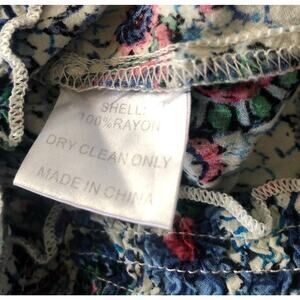 SHELL:
100%RAYON
DRY CLEAN ONLY
MADE IN CHINA